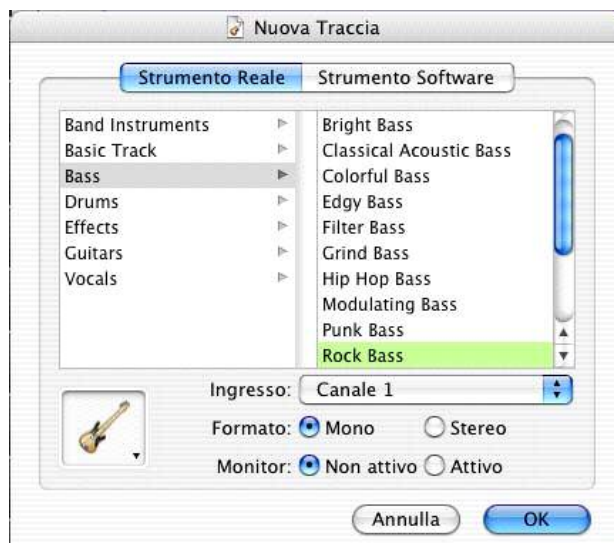 Nuova Traccia
Strumento Reale Strumento Software
Band Instruments
Basic Track
Bass
Drums
Effects
Guitars
Vocals
Bright Bass
Classical Acoustic Bass
Colorful Bass
Edgy Bass
Filter Bass
Grind Bass
Hip Hop Bass
Modulating Bass
Punk Bass
Rock Bass
Ingresso: Canale 1
Formato: Mono Stereo
Monitor: Non attivo Attivo
Annulla OK